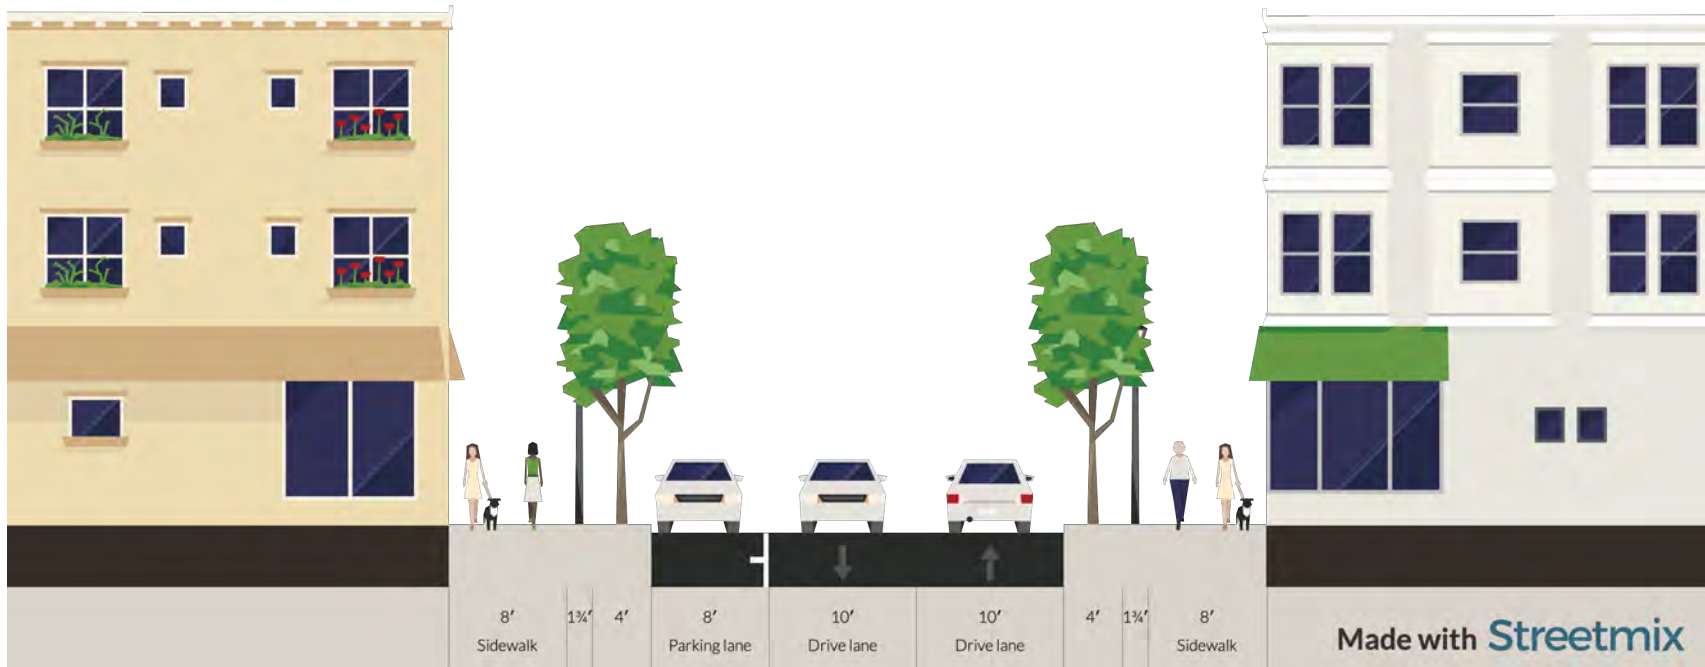 8′ 1¾′ 4′ 8′ 10′ 10′ 4′ 1¾′ 8′
Sidewalk Parking lane Drive lane Drive lane Sidewalk
Made with Streetmix